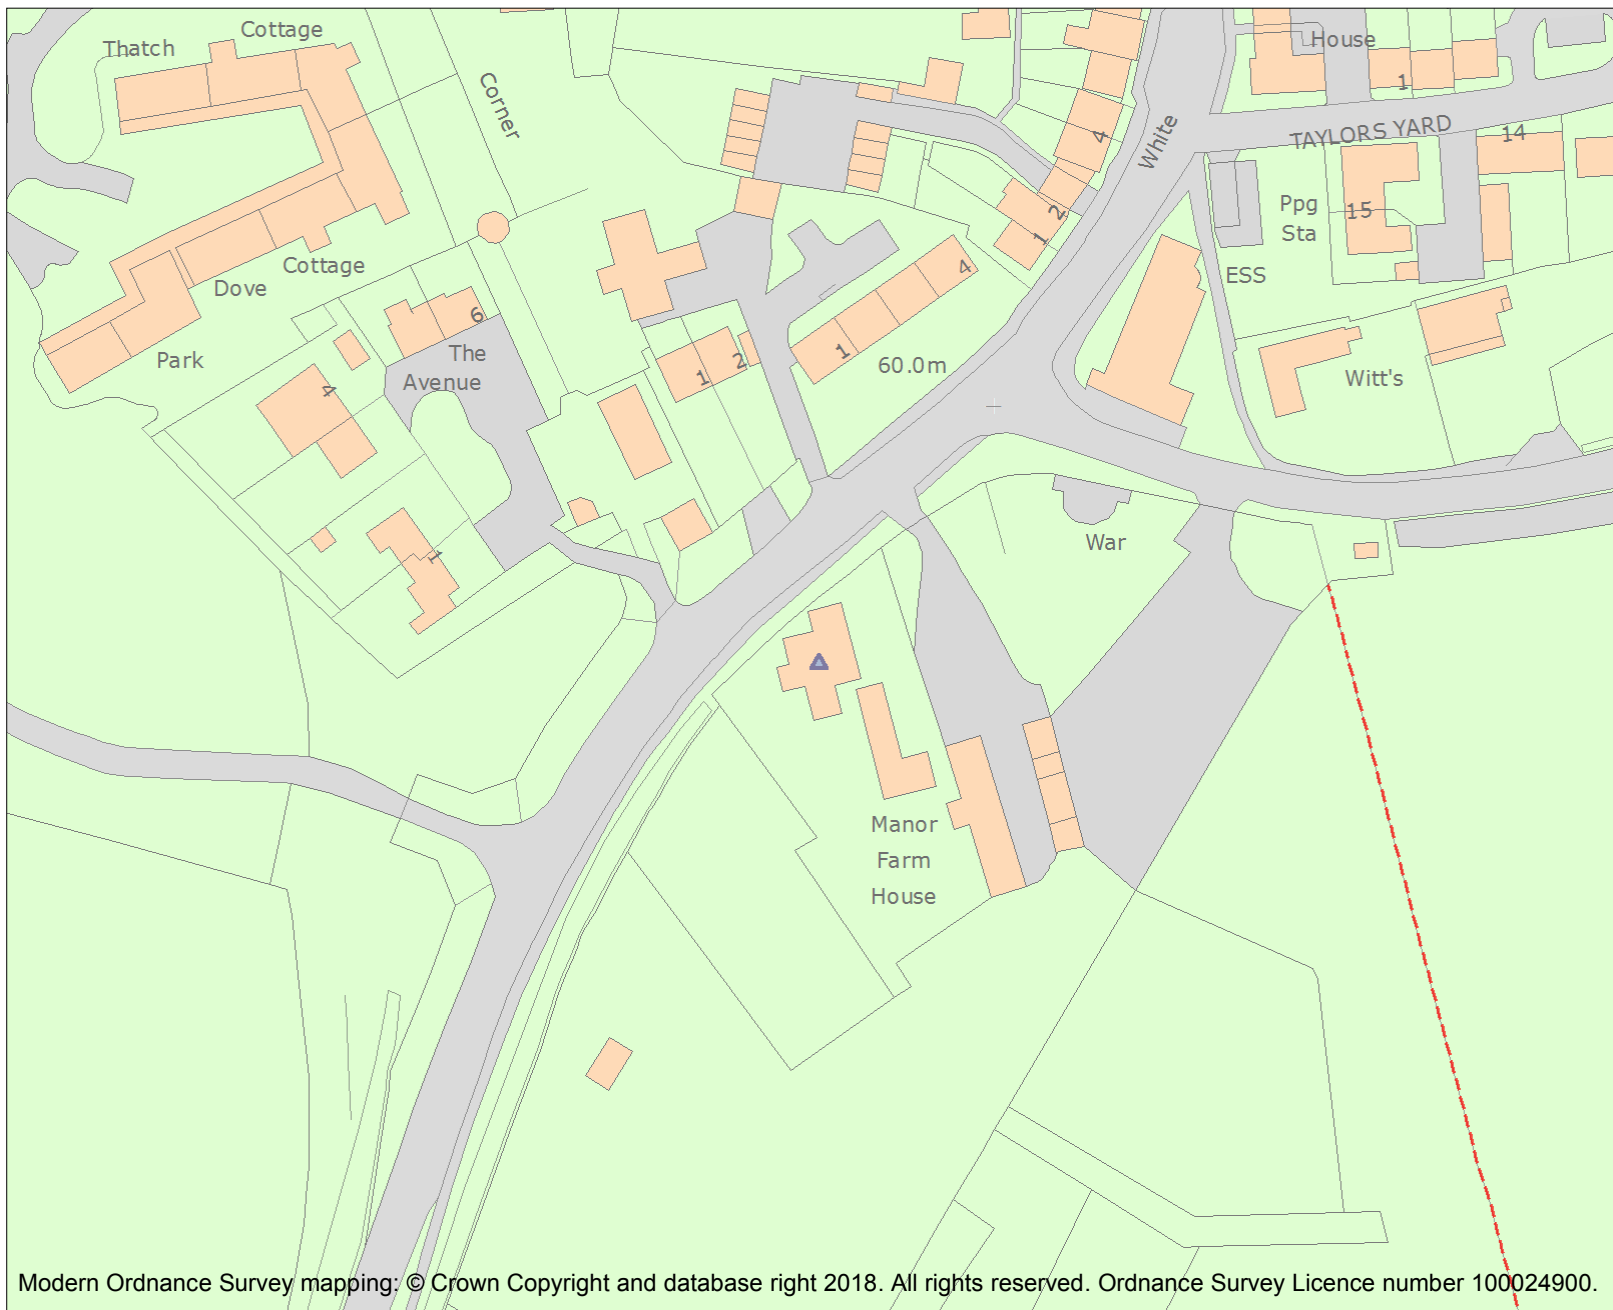 Cottage
Thatch
House
Corner
1
White
4
TAYLORS YARD
14
Ppg
Sta
15
2
1
Cottage
Dove
4
ESS
6
The
Avenue
Park
1
2
1
60.0m
Witt's
4
War
1
Manor
Farm
House
Modern Ordnance Survey mapping: © Crown Copyright and database right 2018. All rights reserved. Ordnance Survey Licence number 100024900.